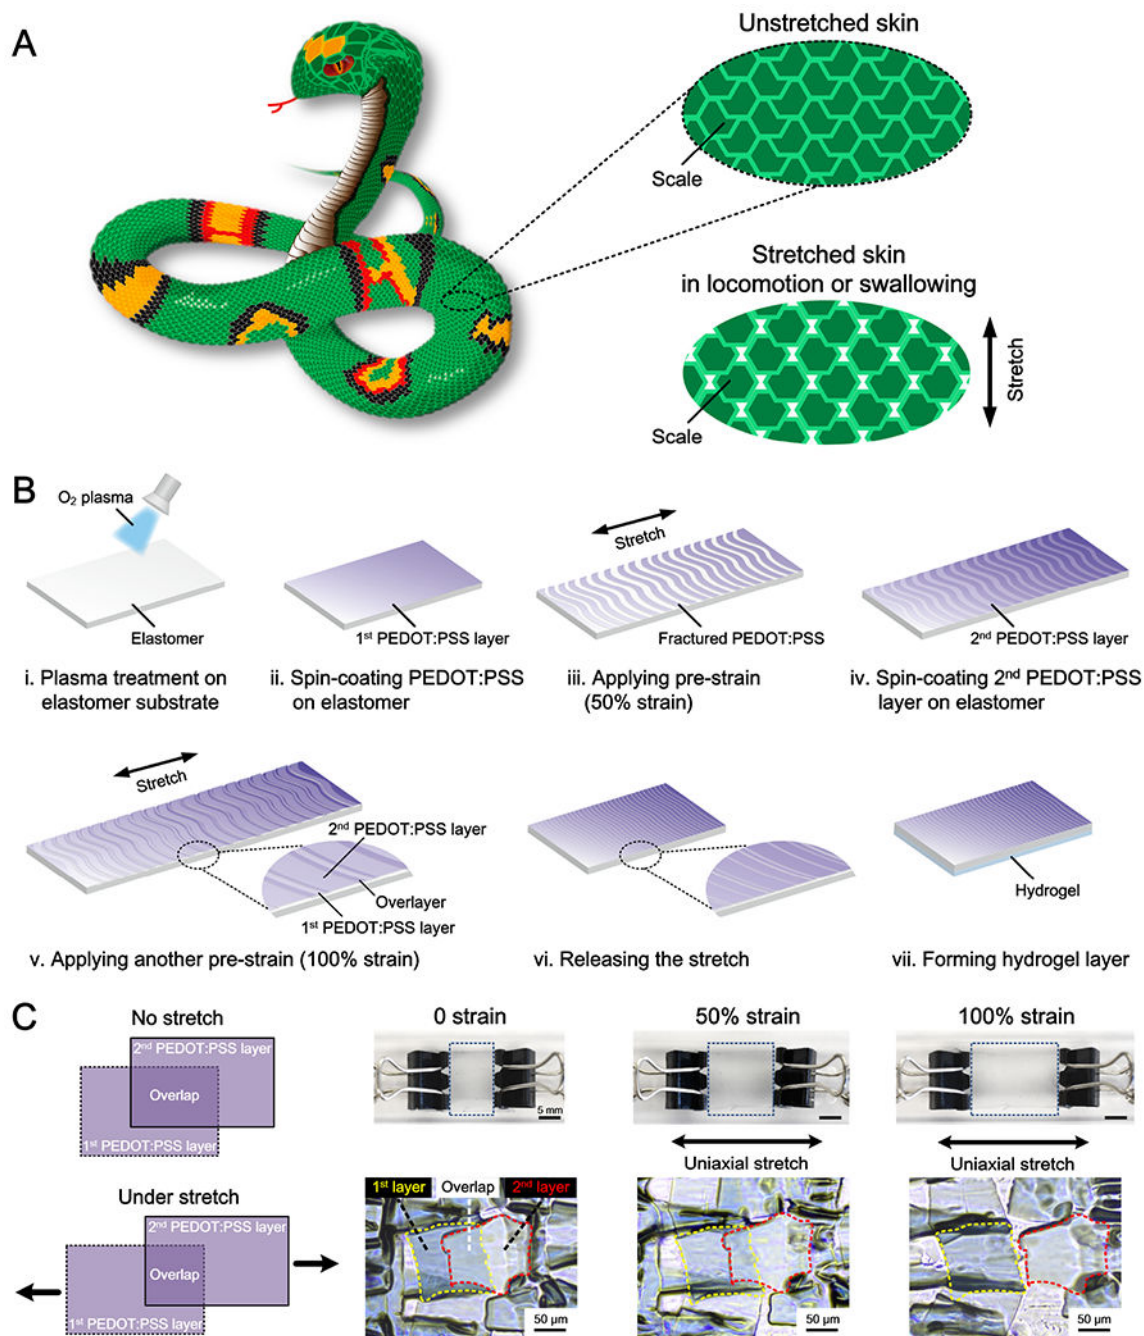 A
Unstretched skin
Scale
Stretched skin
in locomotion or swallowing
Stretch
Scale
B
O₂ plasma
Elastomer
i. Plasma treatment on
elastomer substrate
1st PEDOT:PSS layer
ii. Spin-coating PEDOT:PSS
on elastomer
Stretch
Fractured PEDOT:PSS
iii. Applying pre-strain
(50% strain)
2nd PEDOT:PSS layer
iv. Spin-coating 2nd PEDOT:PSS
layer on elastomer
Stretch
2nd PEDOT:PSS layer
Overlayer
1st PEDOT:PSS layer
v. Applying another pre-strain (100% strain)
vi. Releasing the stretch
Hydrogel
vii. Forming hydrogel layer
C
No stretch
2nd PEDOT:PSS layer
Overlap
1st PEDOT:PSS layer
Under stretch
2nd PEDOT:PSS layer
Overlap
1st PEDOT:PSS layer
0 strain
5 mm
50% strain
Uniaxial stretch
100% strain
Uniaxial stretch
1st layer
Overlap
2nd layer
50 µm
50 µm
50 µm